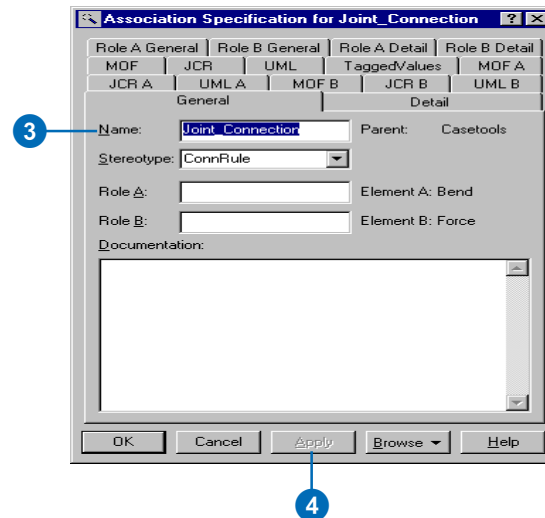 Association Specification for Joint_Connection
Role A General Role B General Role A Detail Role B Detail
MOF JCR UML TaggedValues MOF A
JCR A UML A MOF B JCR B UML B
General Detail
3 Name: Joint_Connection Parent: Casetools
Stereotype: ConnRule
Role A: Element A: Bend
Role B: Element B: Force
Documentation:
OK Cancel Apply Browse Help
4